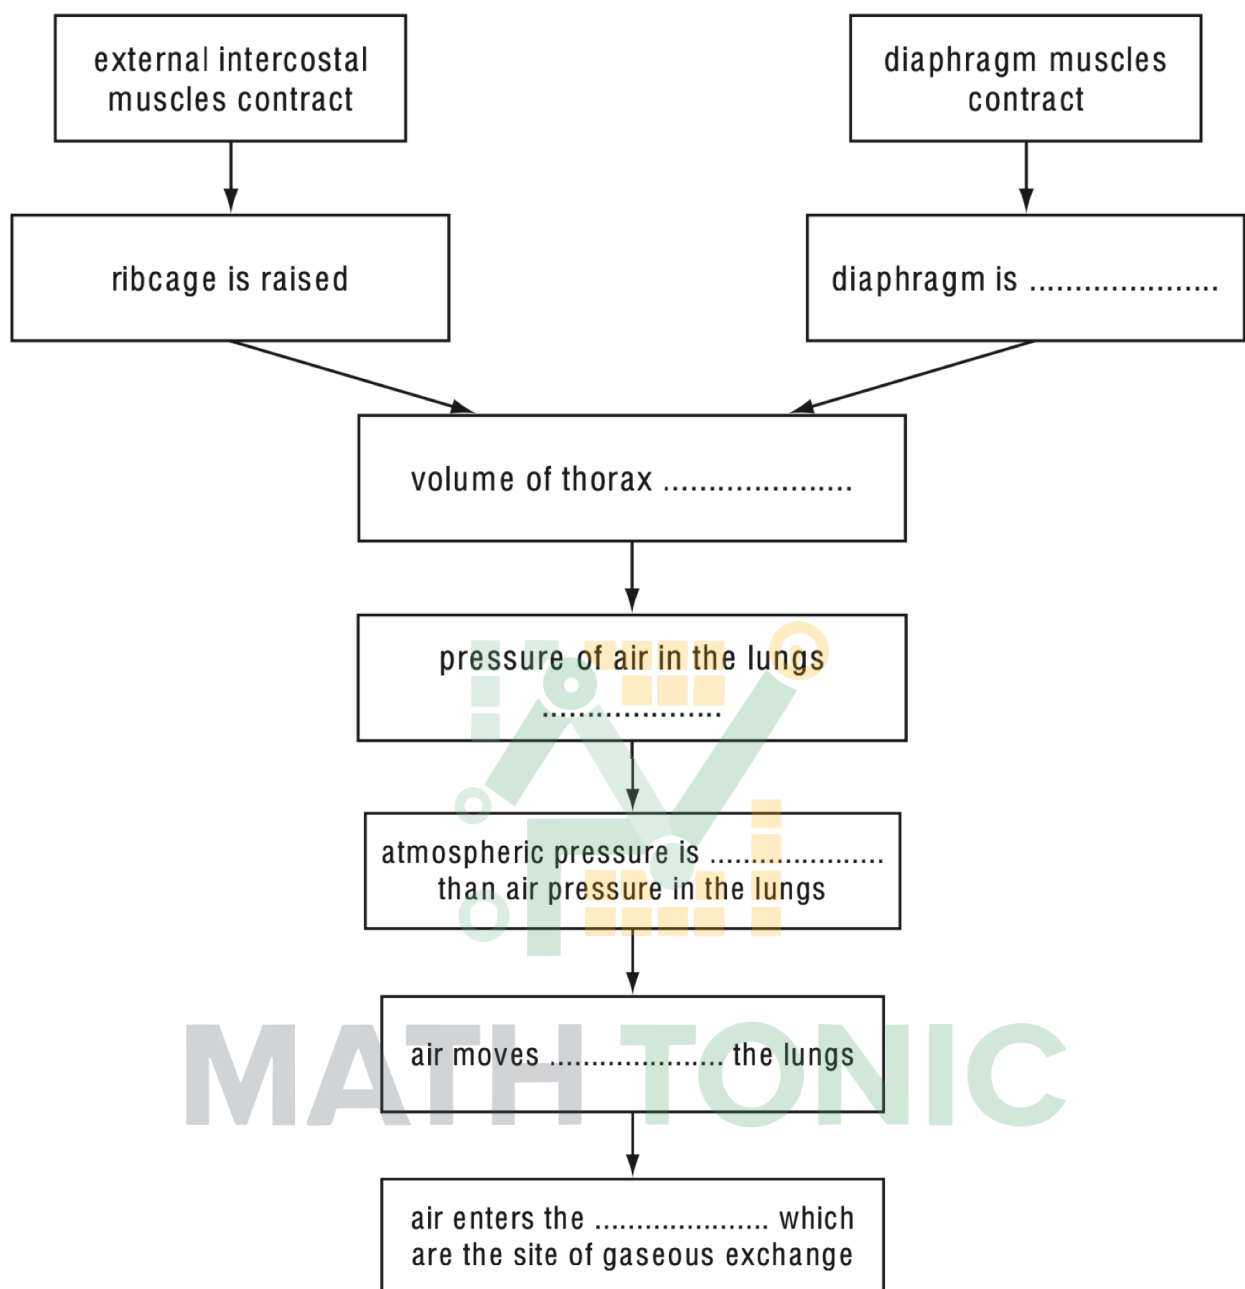 external intercostal
muscles contract
diaphragm muscles
contract
ribcage is raised
diaphragm is .....................
volume of thorax .....................
pressure of air in the lungs
....................
atmospheric pressure is .....................
than air pressure in the lungs
air moves ..................... the lungs
MATH TONIC
air enters the ..................... which
are the site of gaseous exchange